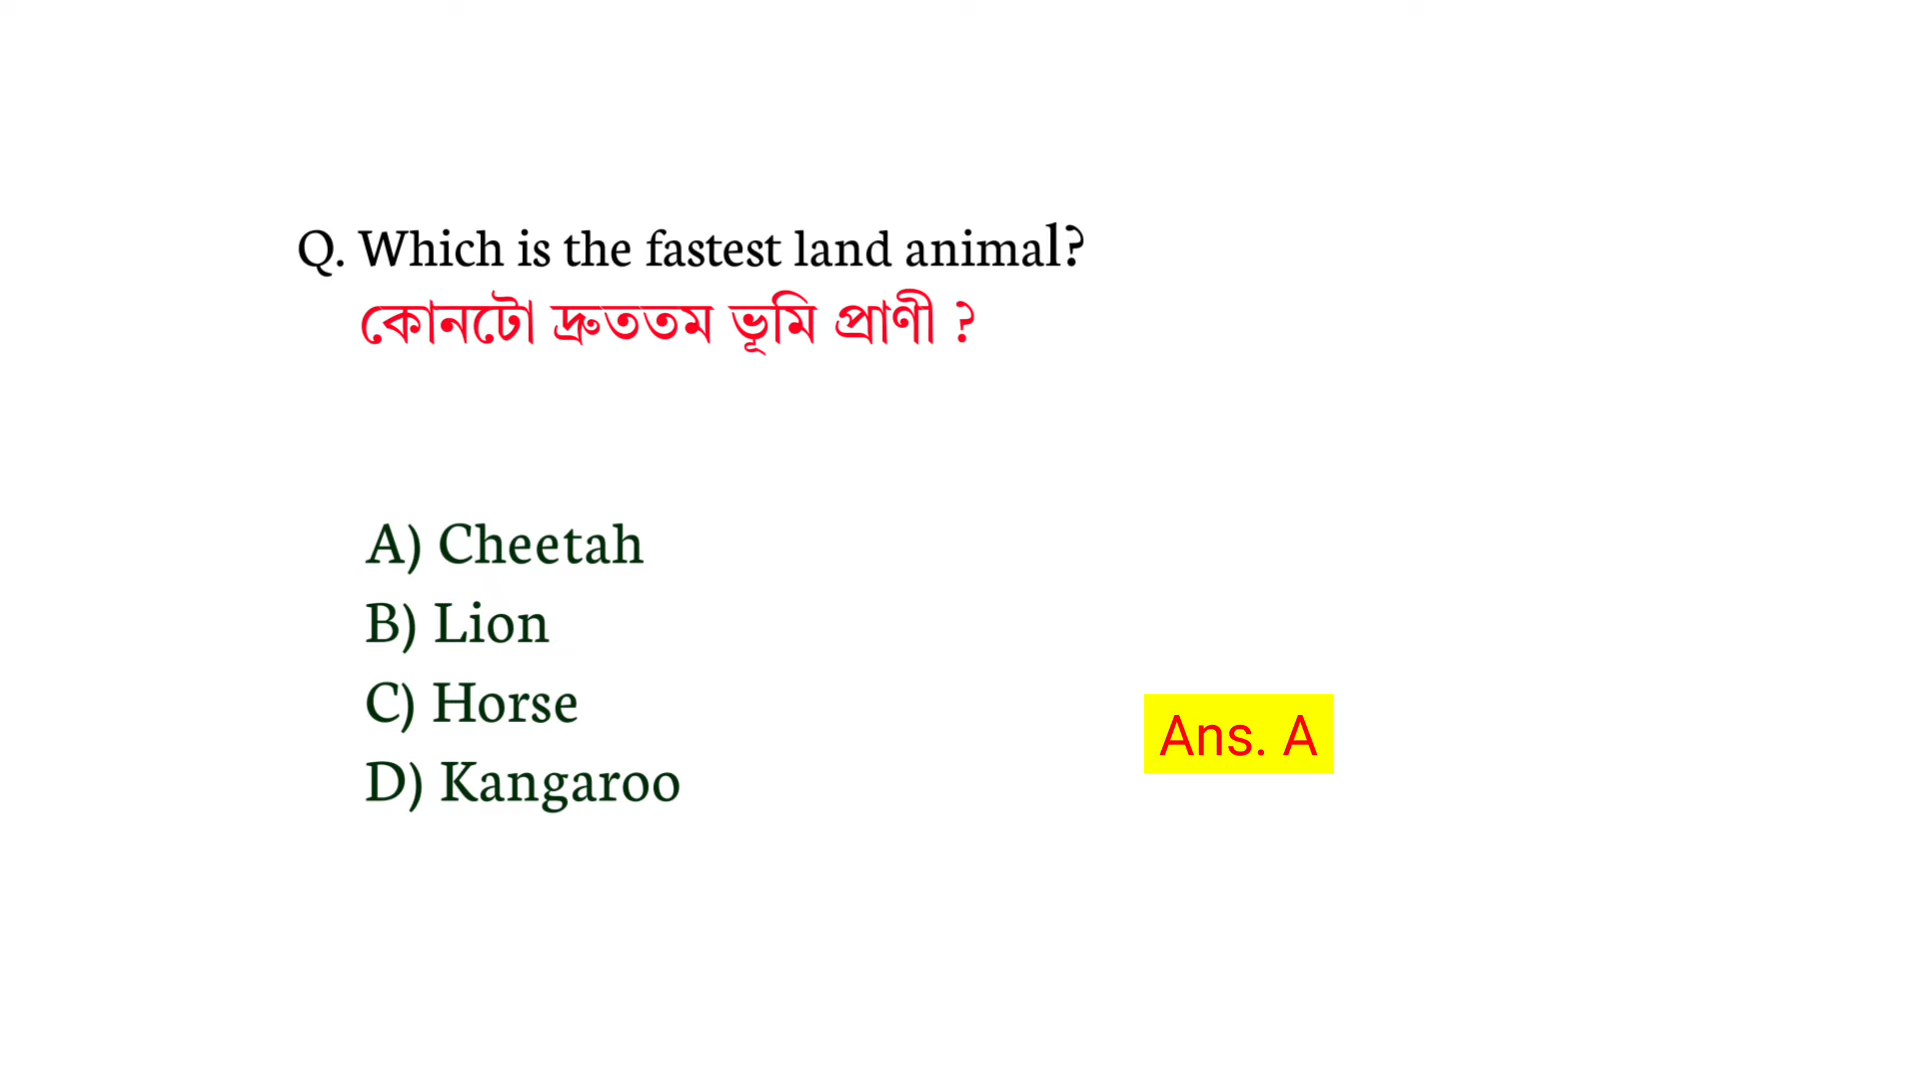 Q. Which is the fastest land animal?
কোনটো দ্রুততম ভূমি প্রাণী ?
A) Cheetah
B) Lion
C) Horse
D) Kangaroo
Ans. A